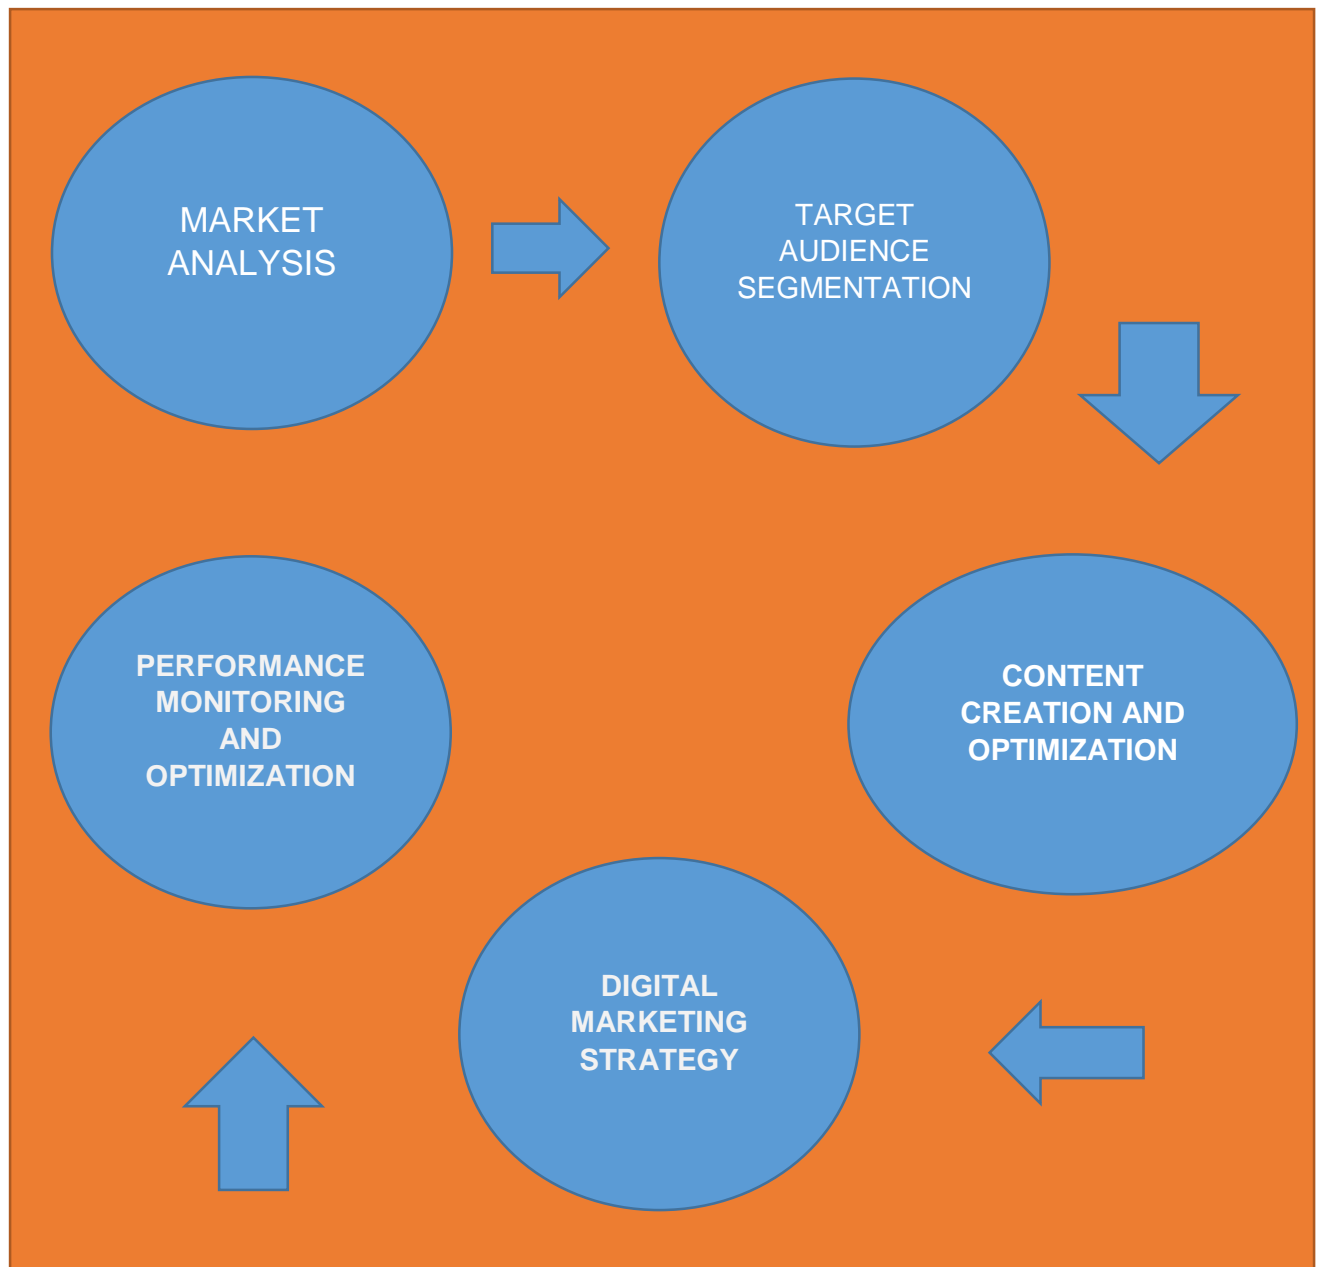 MARKET
ANALYSIS
TARGET
AUDIENCE
SEGMENTATION
CONTENT
CREATION AND
OPTIMIZATION
DIGITAL
MARKETING
STRATEGY
PERFORMANCE
MONITORING
AND
OPTIMIZATION